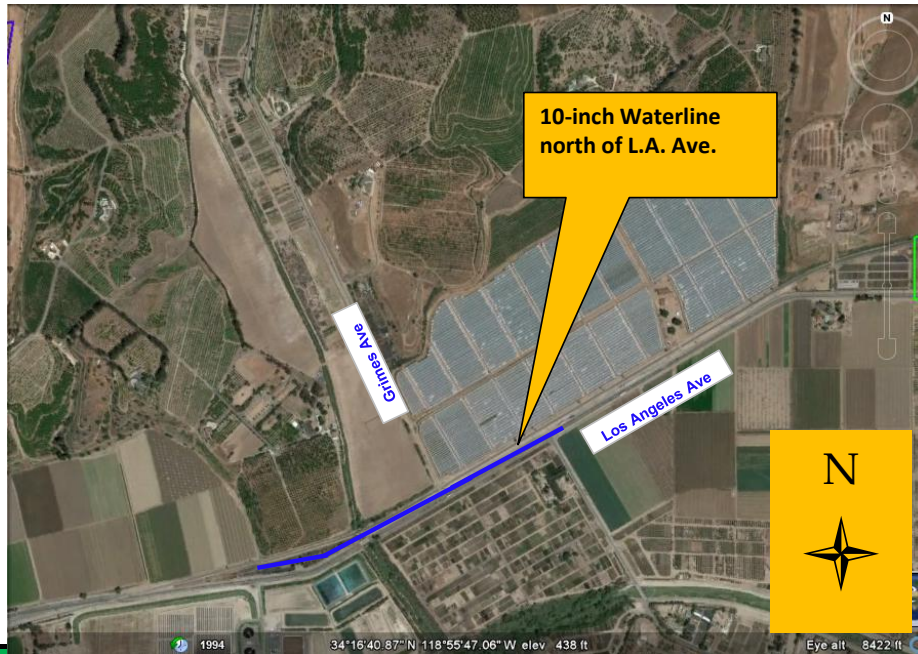 N
10-inch Waterline
north of L.A. Ave.
Grimes Ave
Los Angeles Ave
N
1994
34°16'40.87" N 118°55'47.06" W elev 438 ft
Eye alt 8422 ft